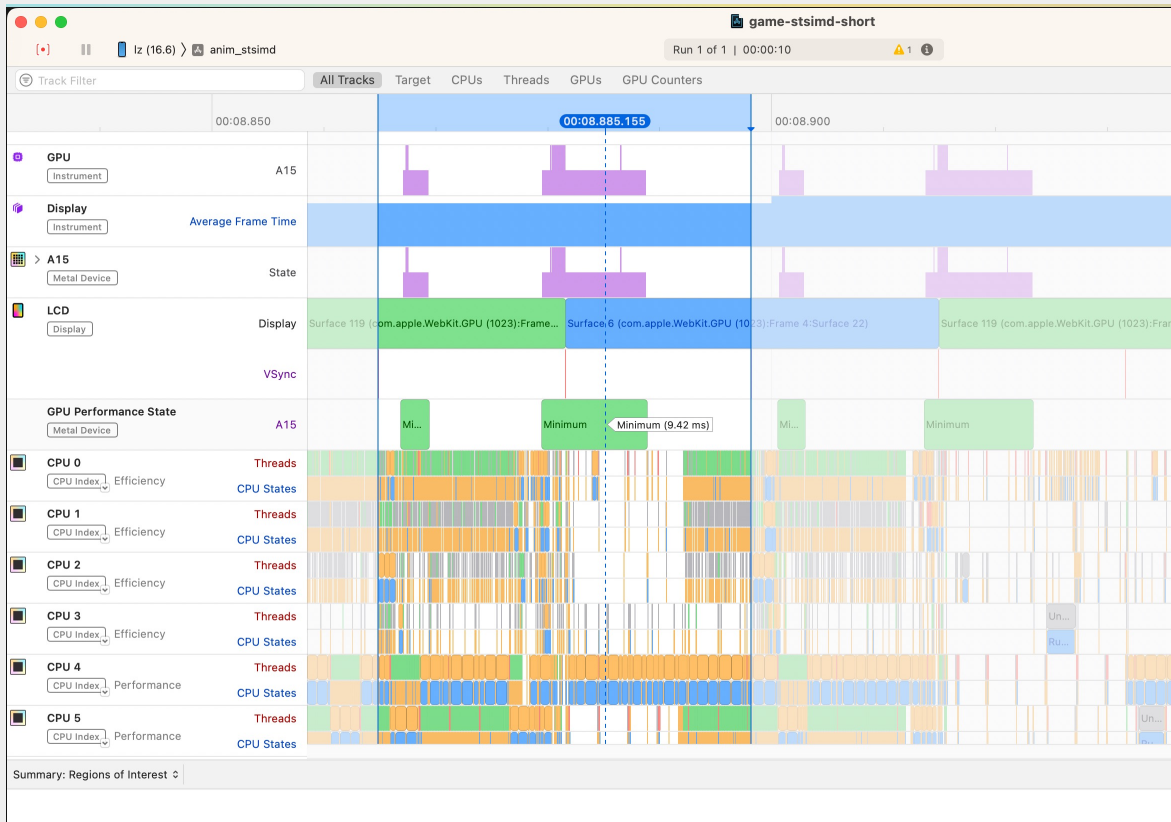 game-stsimd-short
lz (16.6) 〉 anim_stsimd
Run 1 of 1 | 00:00:10
1
Track Filter
All Tracks Target CPUs Threads GPUs GPU Counters
00:08.850 00:08.885.155 00:08.900
GPU
Instrument
A15
Display
Instrument
Average Frame Time
A15
Metal Device
State
LCD
Display
Display
Surface 119 (com.apple.WebKit.GPU (1023):Frame... Surface 6 (com.apple.WebKit.GPU (1023):Frame 4:Surface 22) Surface 119 (com.apple.WebKit.GPU (1023):Frar
VSync
GPU Performance State
Metal Device
A15
Mi... Minimum Minimum (9.42 ms) Mi... Minimum
CPU 0
CPU Index Efficiency
Threads
CPU States
CPU 1
CPU Index Efficiency
Threads
CPU States
CPU 2
CPU Index Efficiency
Threads
CPU States
CPU 3
CPU Index Efficiency
Threads
CPU States
Un...
Ru...
CPU 4
CPU Index Performance
Threads
CPU States
CPU 5
CPU Index Performance
Threads
CPU States
Un...
Summary: Regions of Interest